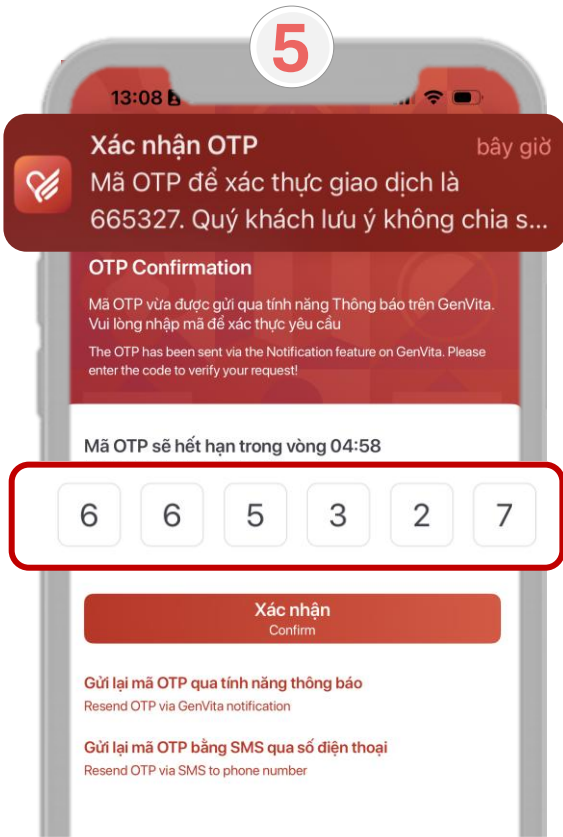 5
13:08
Xác nhận OTP bây giờ
Mã OTP để xác thực giao dịch là
665327. Quý khách lưu ý không chia s...
OTP Confirmation
Mã OTP vừa được gửi qua tính năng Thông báo trên GenVita.
Vui lòng nhập mã để xác thực yêu cầu
The OTP has been sent via the Notification feature on GenVita. Please
enter the code to verify your request!
Mã OTP sẽ hết hạn trong vòng 04:58
6 6 5 3 2 7
Xác nhận
Confirm
Gửi lại mã OTP qua tính năng thông báo
Resend OTP via GenVita notification
Gửi lại mã OTP bằng SMS qua số điện thoại
Resend OTP via SMS to phone number